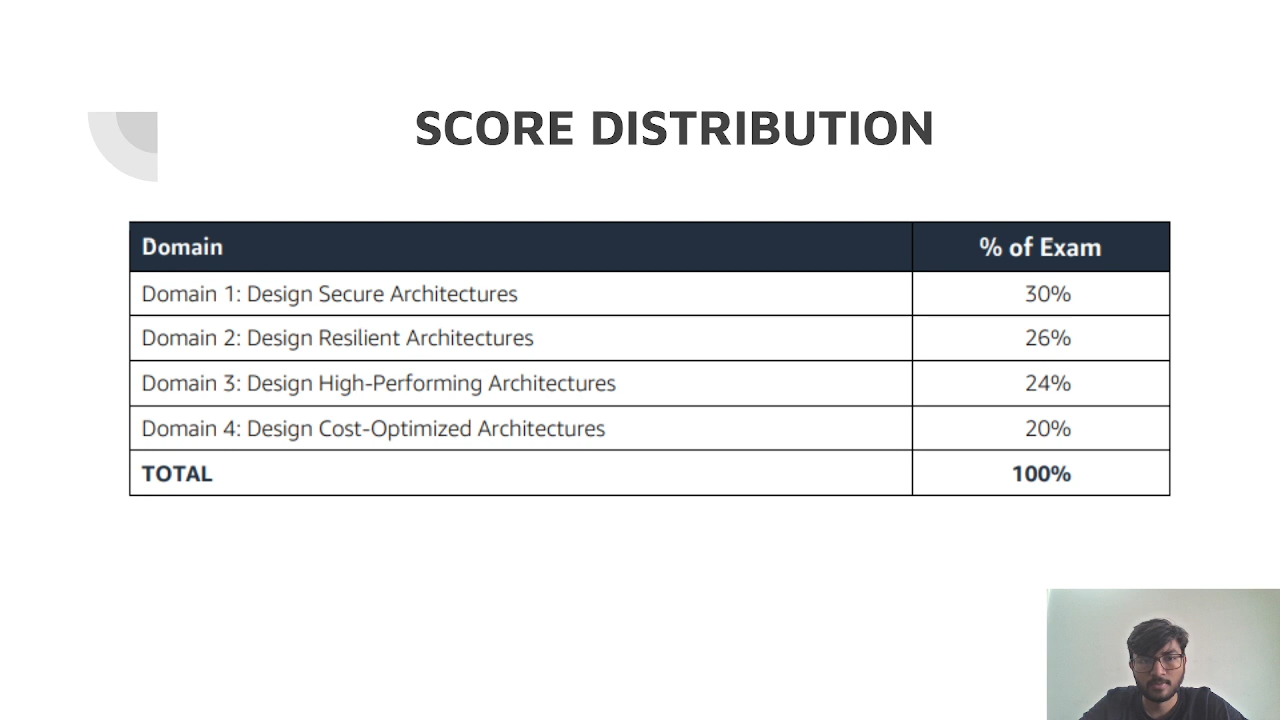 SCORE DISTRIBUTION
Domain % of Exam
Domain 1: Design Secure Architectures 30%
Domain 2: Design Resilient Architectures 26%
Domain 3: Design High-Performing Architectures 24%
Domain 4: Design Cost-Optimized Architectures 20%
TOTAL 100%